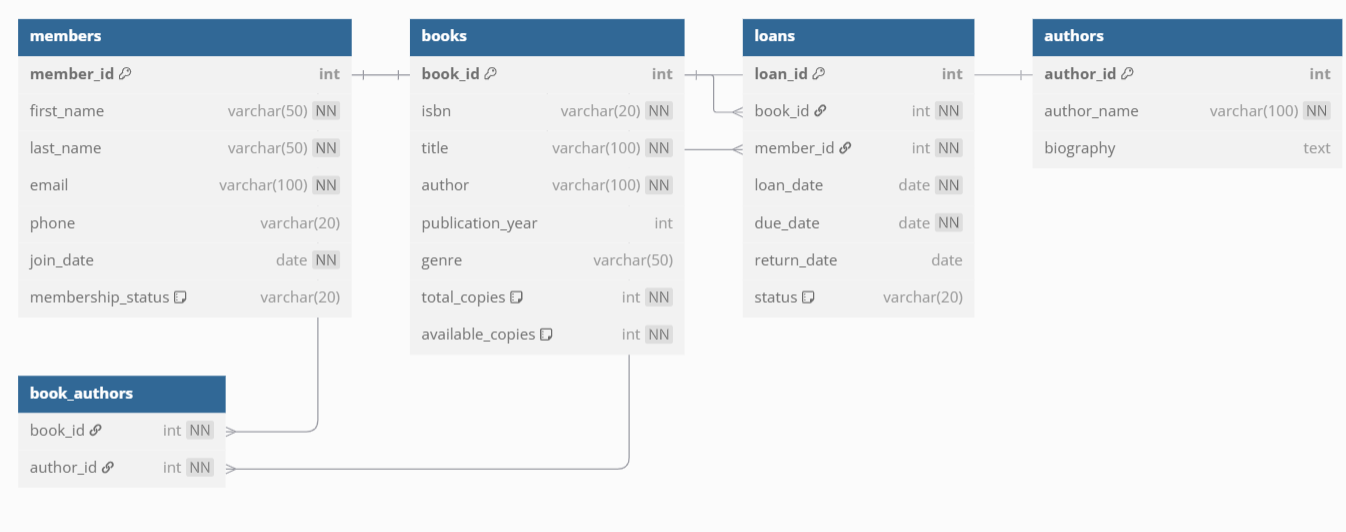 members
member_id int
first_name varchar(50) NN
last_name varchar(50) NN
email varchar(100) NN
phone varchar(20)
join_date date NN
membership_status varchar(20)
books
book_id int
isbn varchar(20) NN
title varchar(100) NN
author varchar(100) NN
publication_year int
genre varchar(50)
total_copies int NN
available_copies int NN
loans
loan_id int
book_id int NN
member_id int NN
loan_date date NN
due_date date NN
return_date date
status varchar(20)
authors
author_id int
author_name varchar(100) NN
biography text
book_authors
book_id int NN
author_id int NN